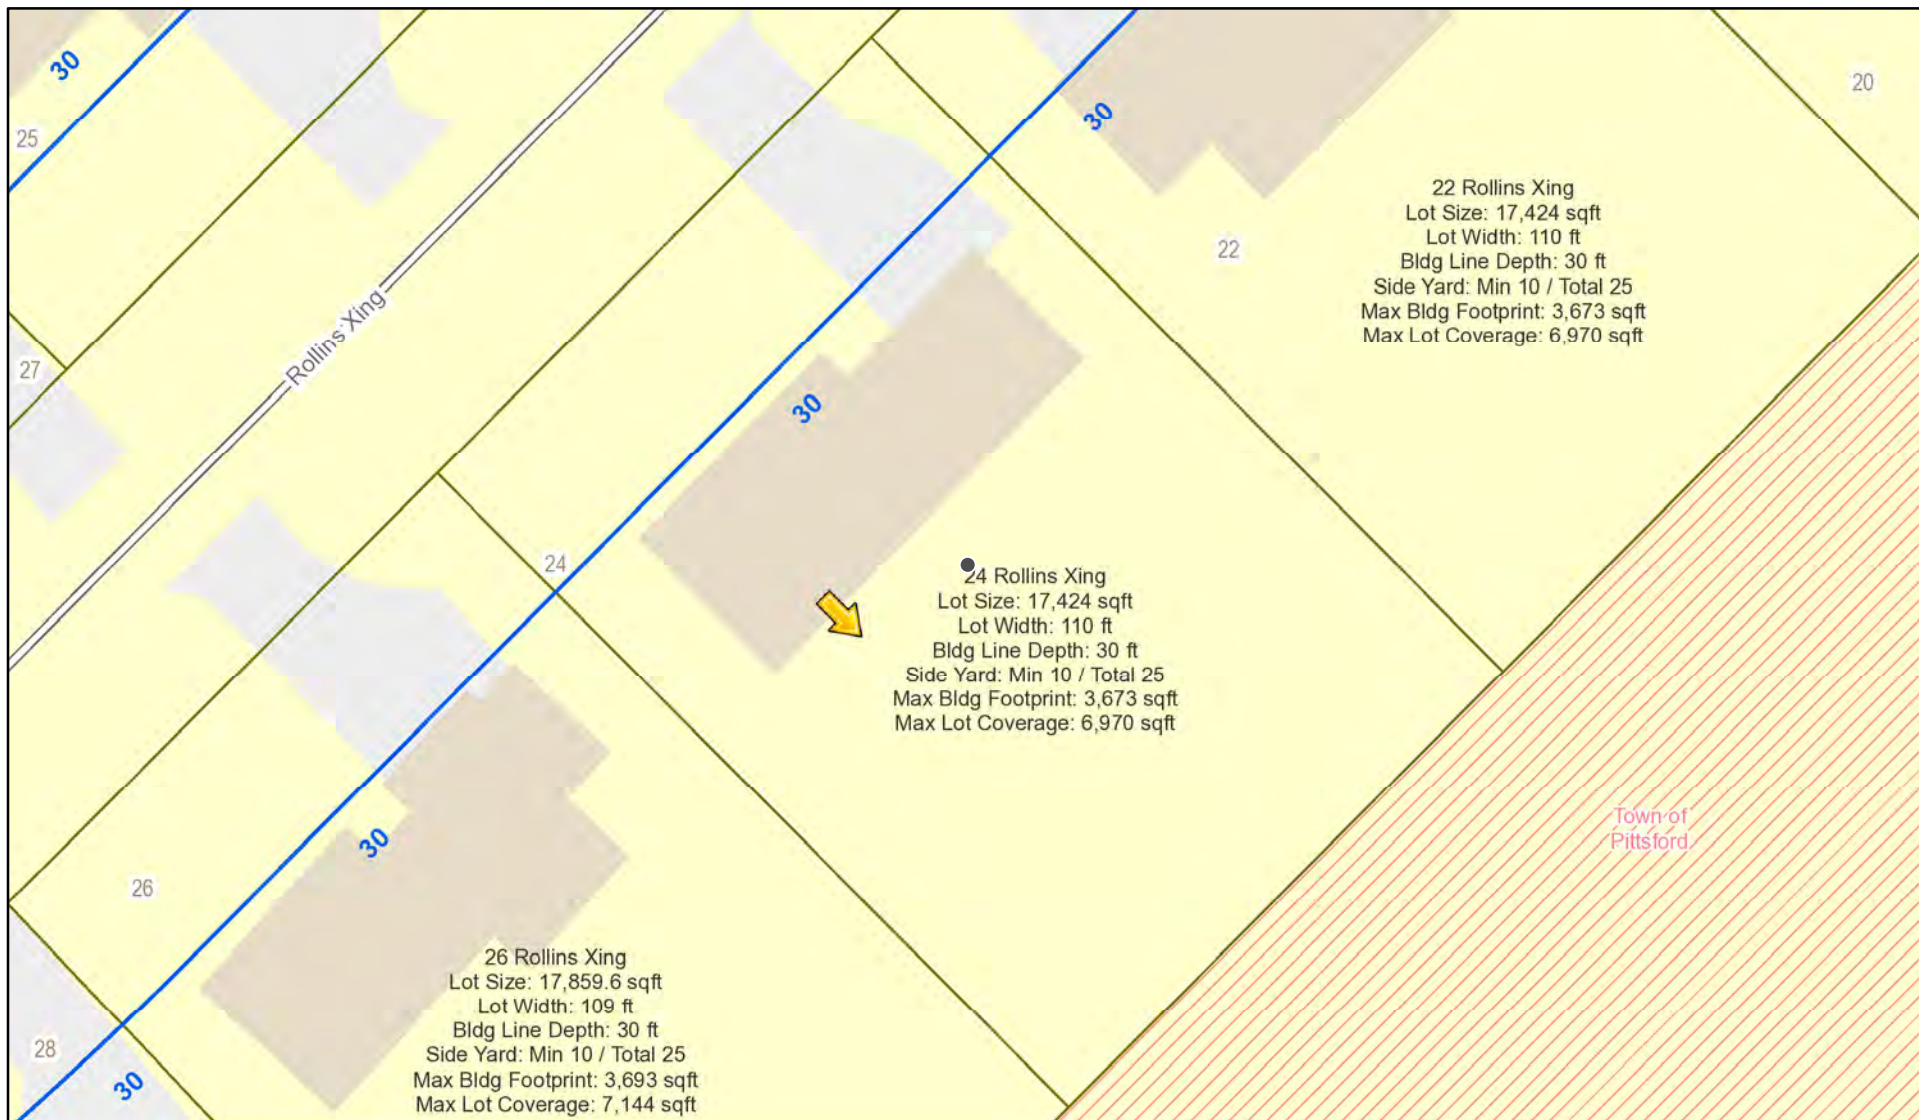 30
25
20
30
22 Rollins Xing
Lot Size: 17,424 sqft
Lot Width: 110 ft
Bldg Line Depth: 30 ft
Side Yard: Min 10 / Total 25
Max Bldg Footprint: 3,673 sqft
Max Lot Coverage: 6,970 sqft
22
Rollins Xing
27
30
24
24 Rollins Xing
Lot Size: 17,424 sqft
Lot Width: 110 ft
Bldg Line Depth: 30 ft
Side Yard: Min 10 / Total 25
Max Bldg Footprint: 3,673 sqft
Max Lot Coverage: 6,970 sqft
Town of
Pittsford
30
26
26 Rollins Xing
Lot Size: 17,859.6 sqft
Lot Width: 109 ft
Bldg Line Depth: 30 ft
Side Yard: Min 10 / Total 25
Max Bldg Footprint: 3,693 sqft
Max Lot Coverage: 7,144 sqft
28
30